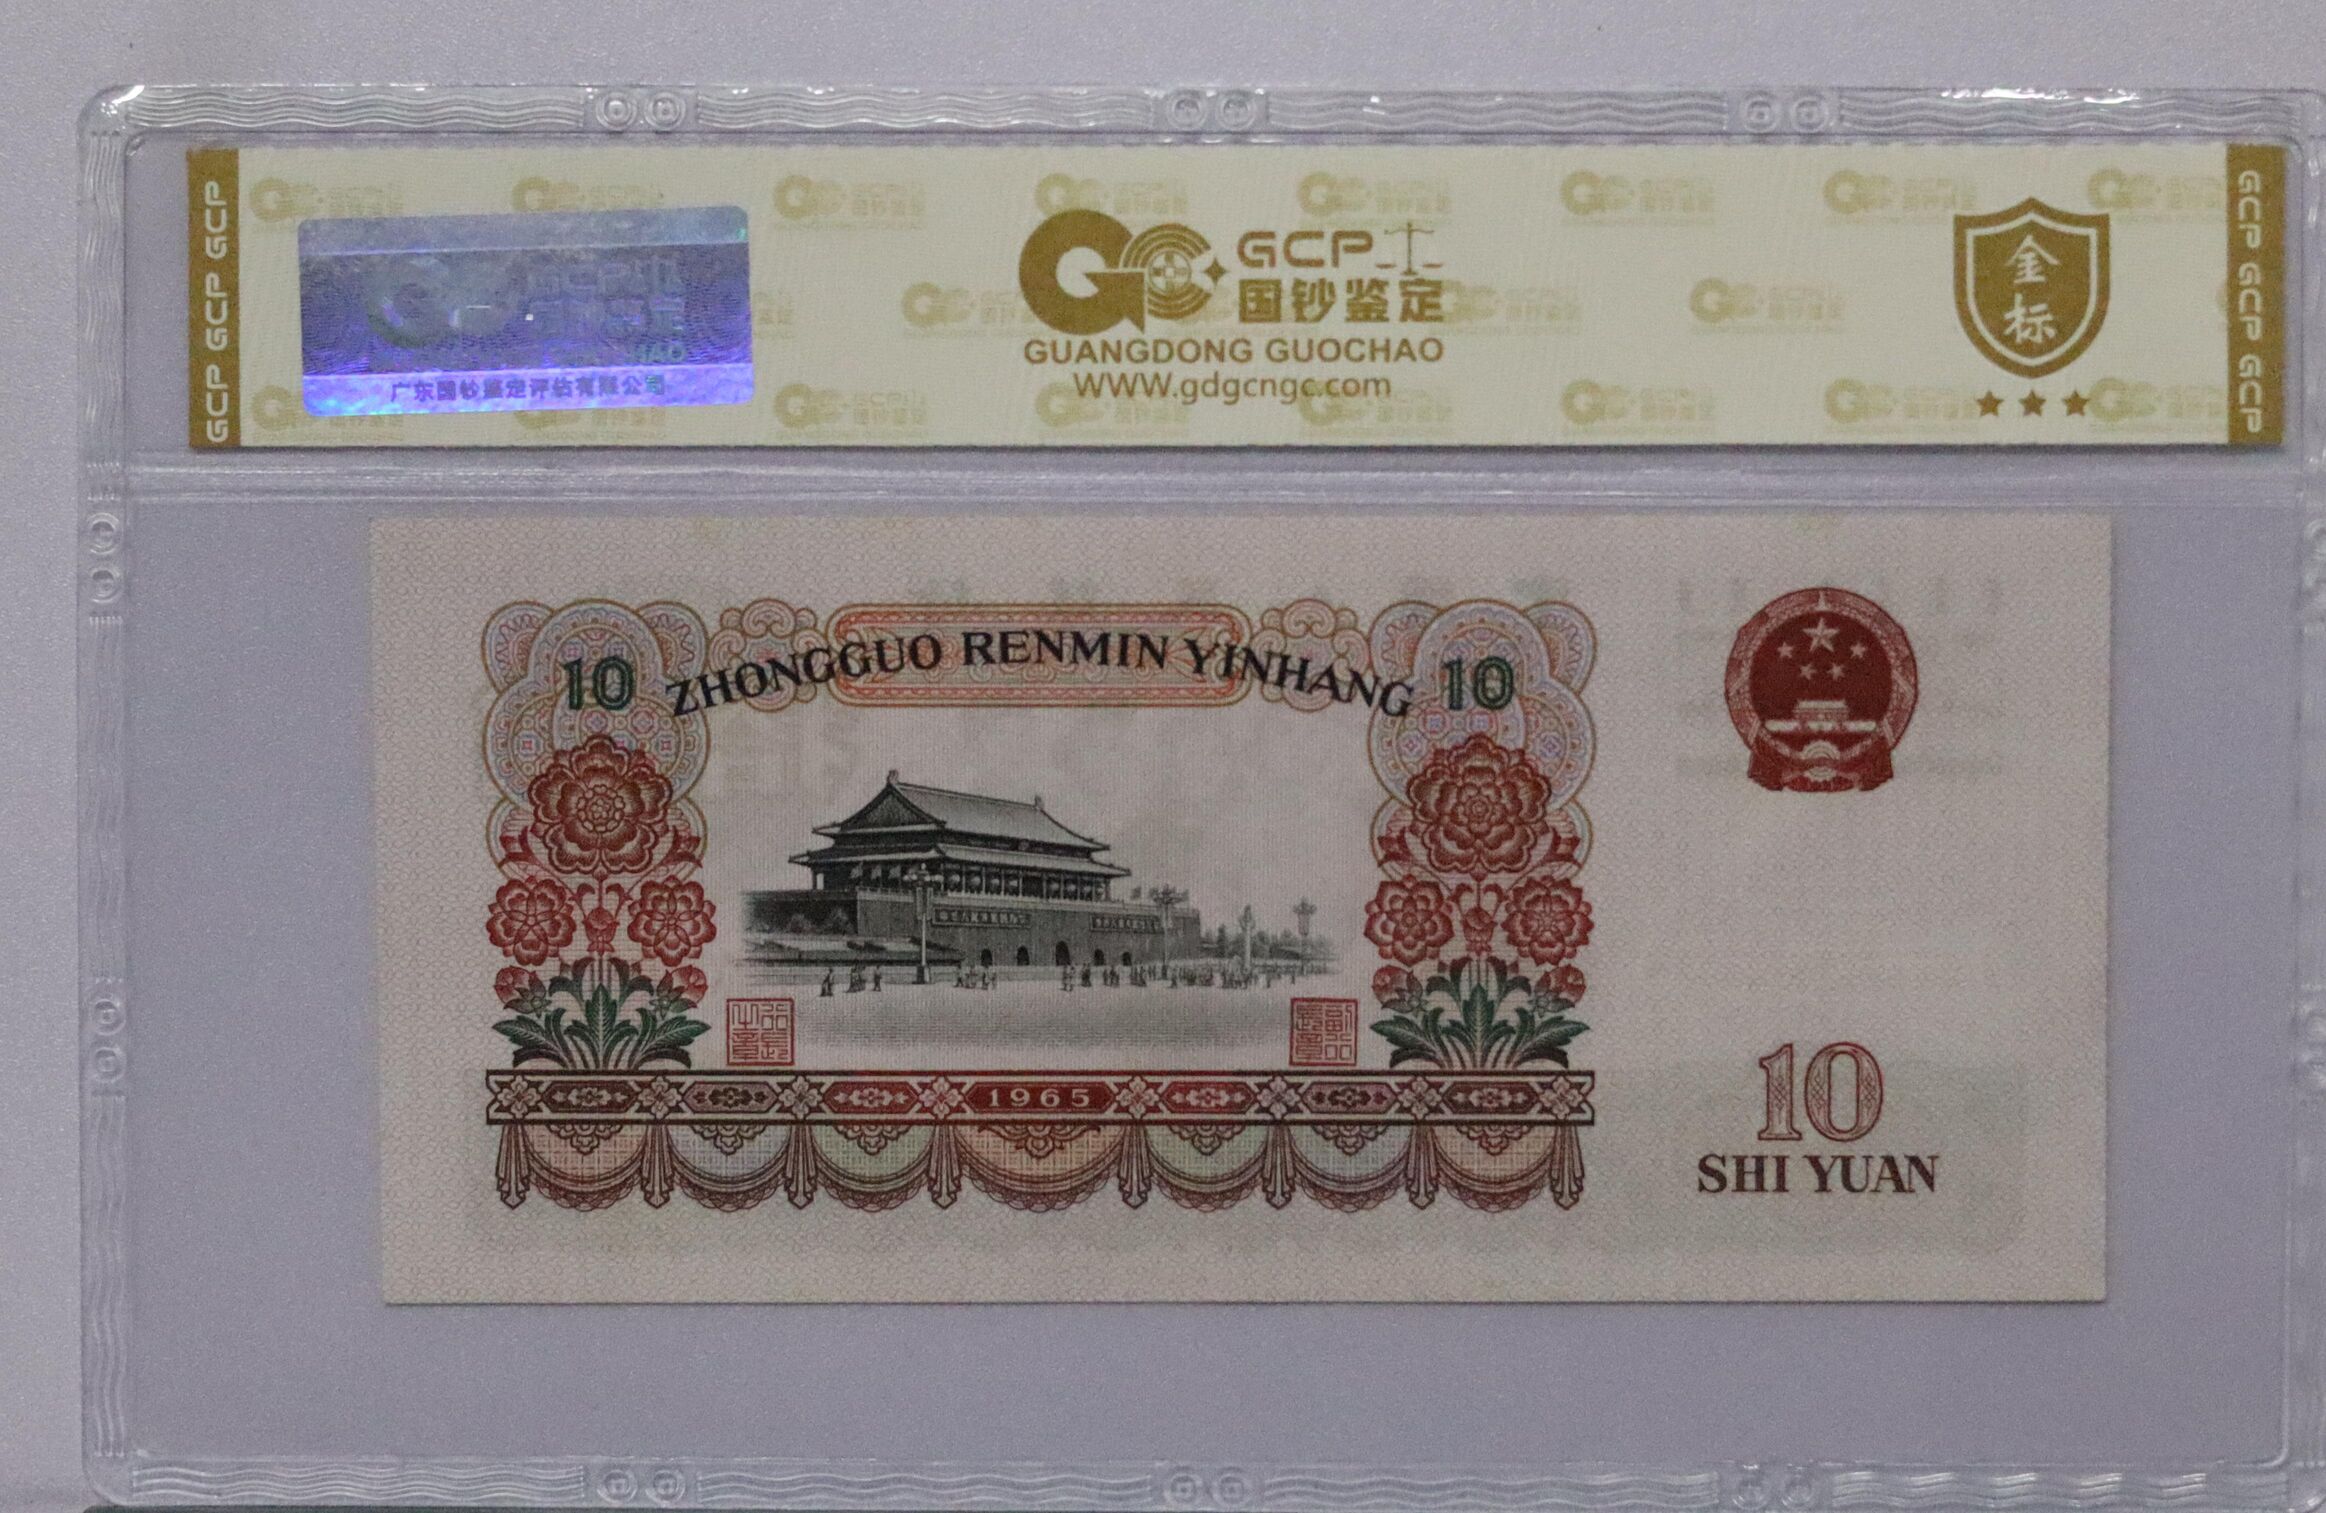 GCP GCP GCP
广东国钞鉴定评估有限公司
GCP
国钞鉴定
GUANGDONG GUOCHAO
WWW.gdgcngc.com
金标
GCP GCP GCP
ZHONGGUO RENMIN YINHANG
10
10
1965
10
SHI YUAN